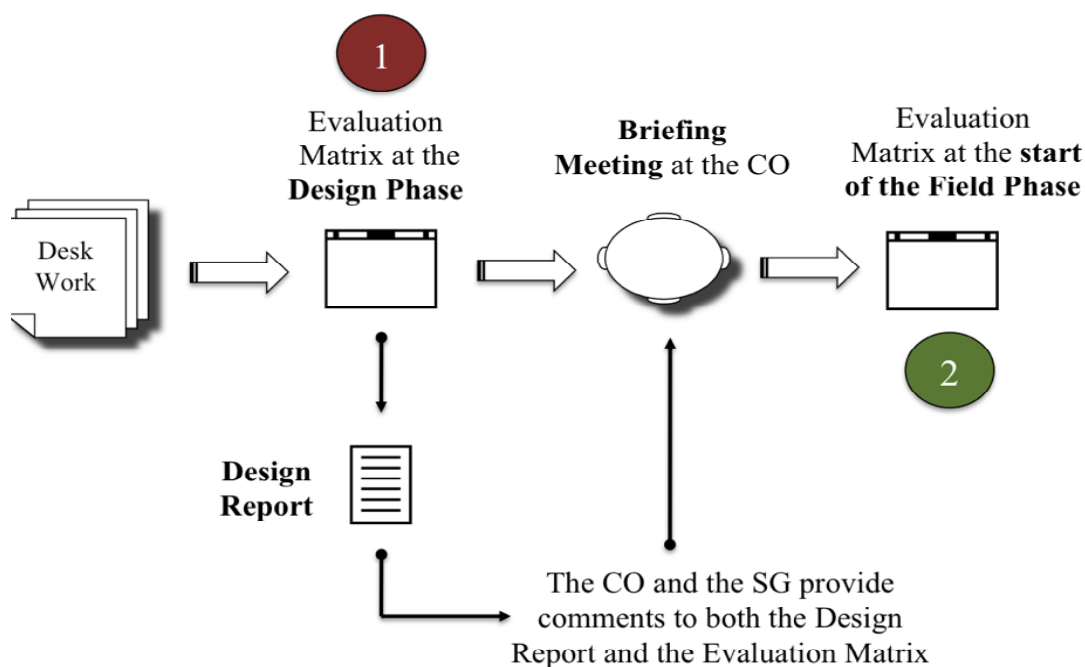 1
Evaluation
Matrix at the
Design Phase
Briefing
Meeting at the CO
Evaluation
Matrix at the start
of the Field Phase
Desk
Work
2
Design
Report
The CO and the SG provide
comments to both the Design
Report and the Evaluation Matrix